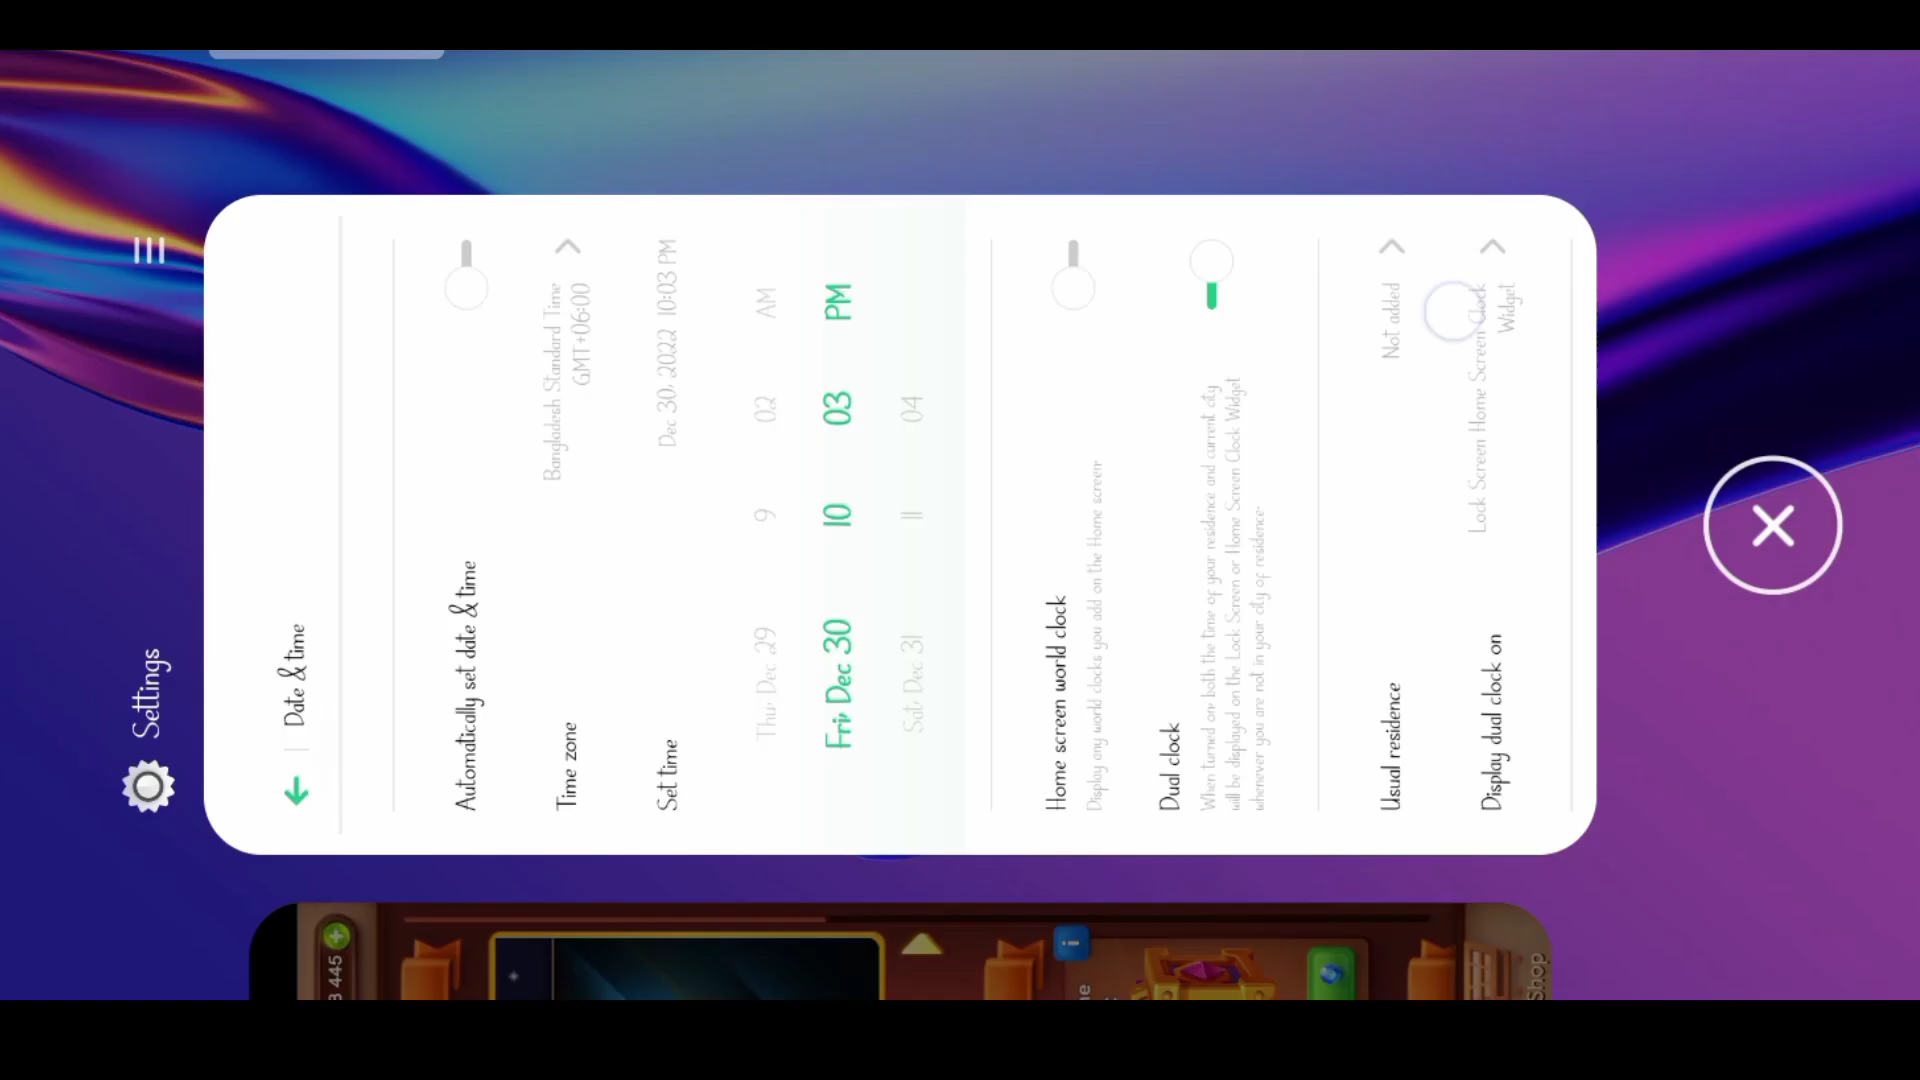 Settings
Date & time
Automatically set date & time
Time zone
Bangladesh Standard Time
GMT+06:00
Set time
Dec 30, 2022 10:03 PM
Thu, Dec 29 9 02 AM
Fri, Dec 30 10 03 PM
Sat, Dec 31 11 04
Home screen world clock
Display any world clocks you add on the Home screen
Dual clock
When turned on, both the time of your residence and current city
will be displayed on the Lock Screen or Home Screen Clock Widget
whenever you are not in your city of residence.
Usual residence
Not added
Display dual clock on
Lock Screen Home Screen Clock
Widget
445
i